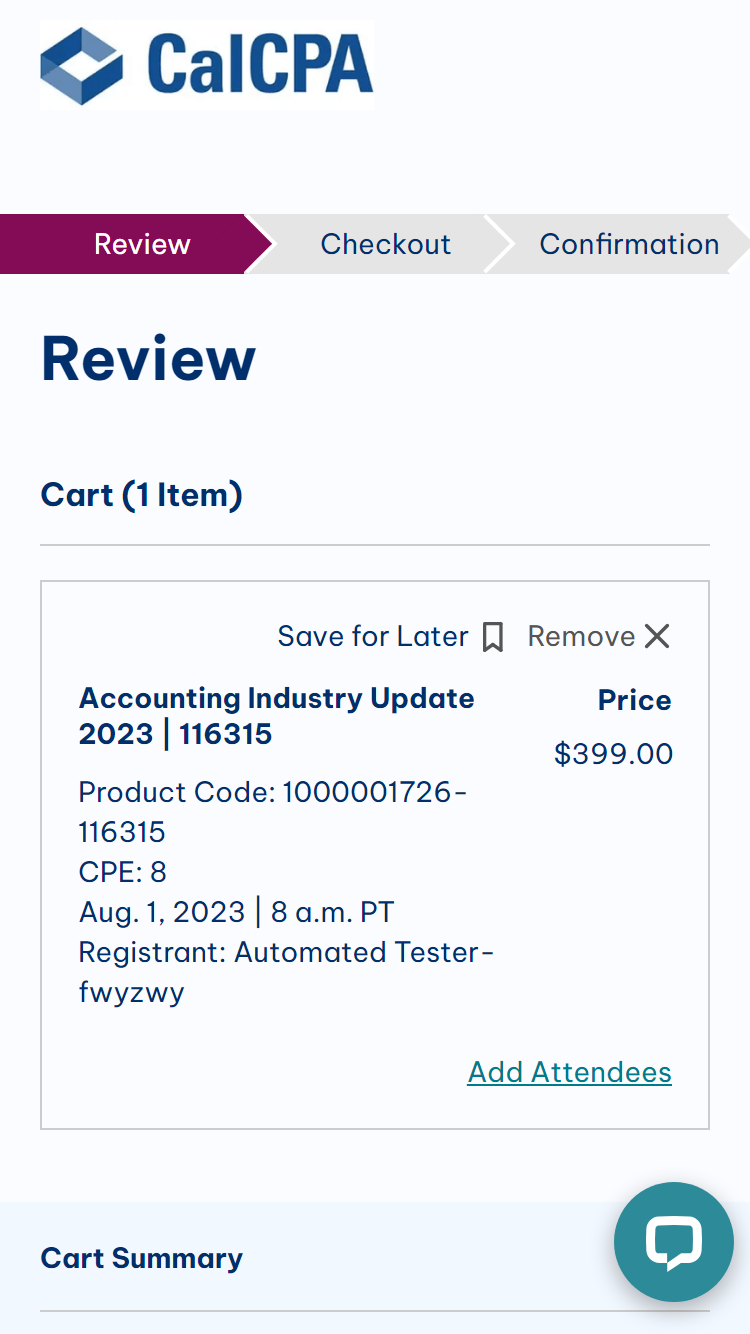 CalCPA
Review
Checkout
Confirmation
Review
Cart (1 Item)
Save for Later
Remove
Accounting Industry Update
2023 | 116315
Price
$399.00
Product Code: 1000001726-
116315
CPE: 8
Aug. 1, 2023 | 8 a.m. PT
Registrant: Automated Tester-
fwyzwy
Add Attendees
Cart Summary